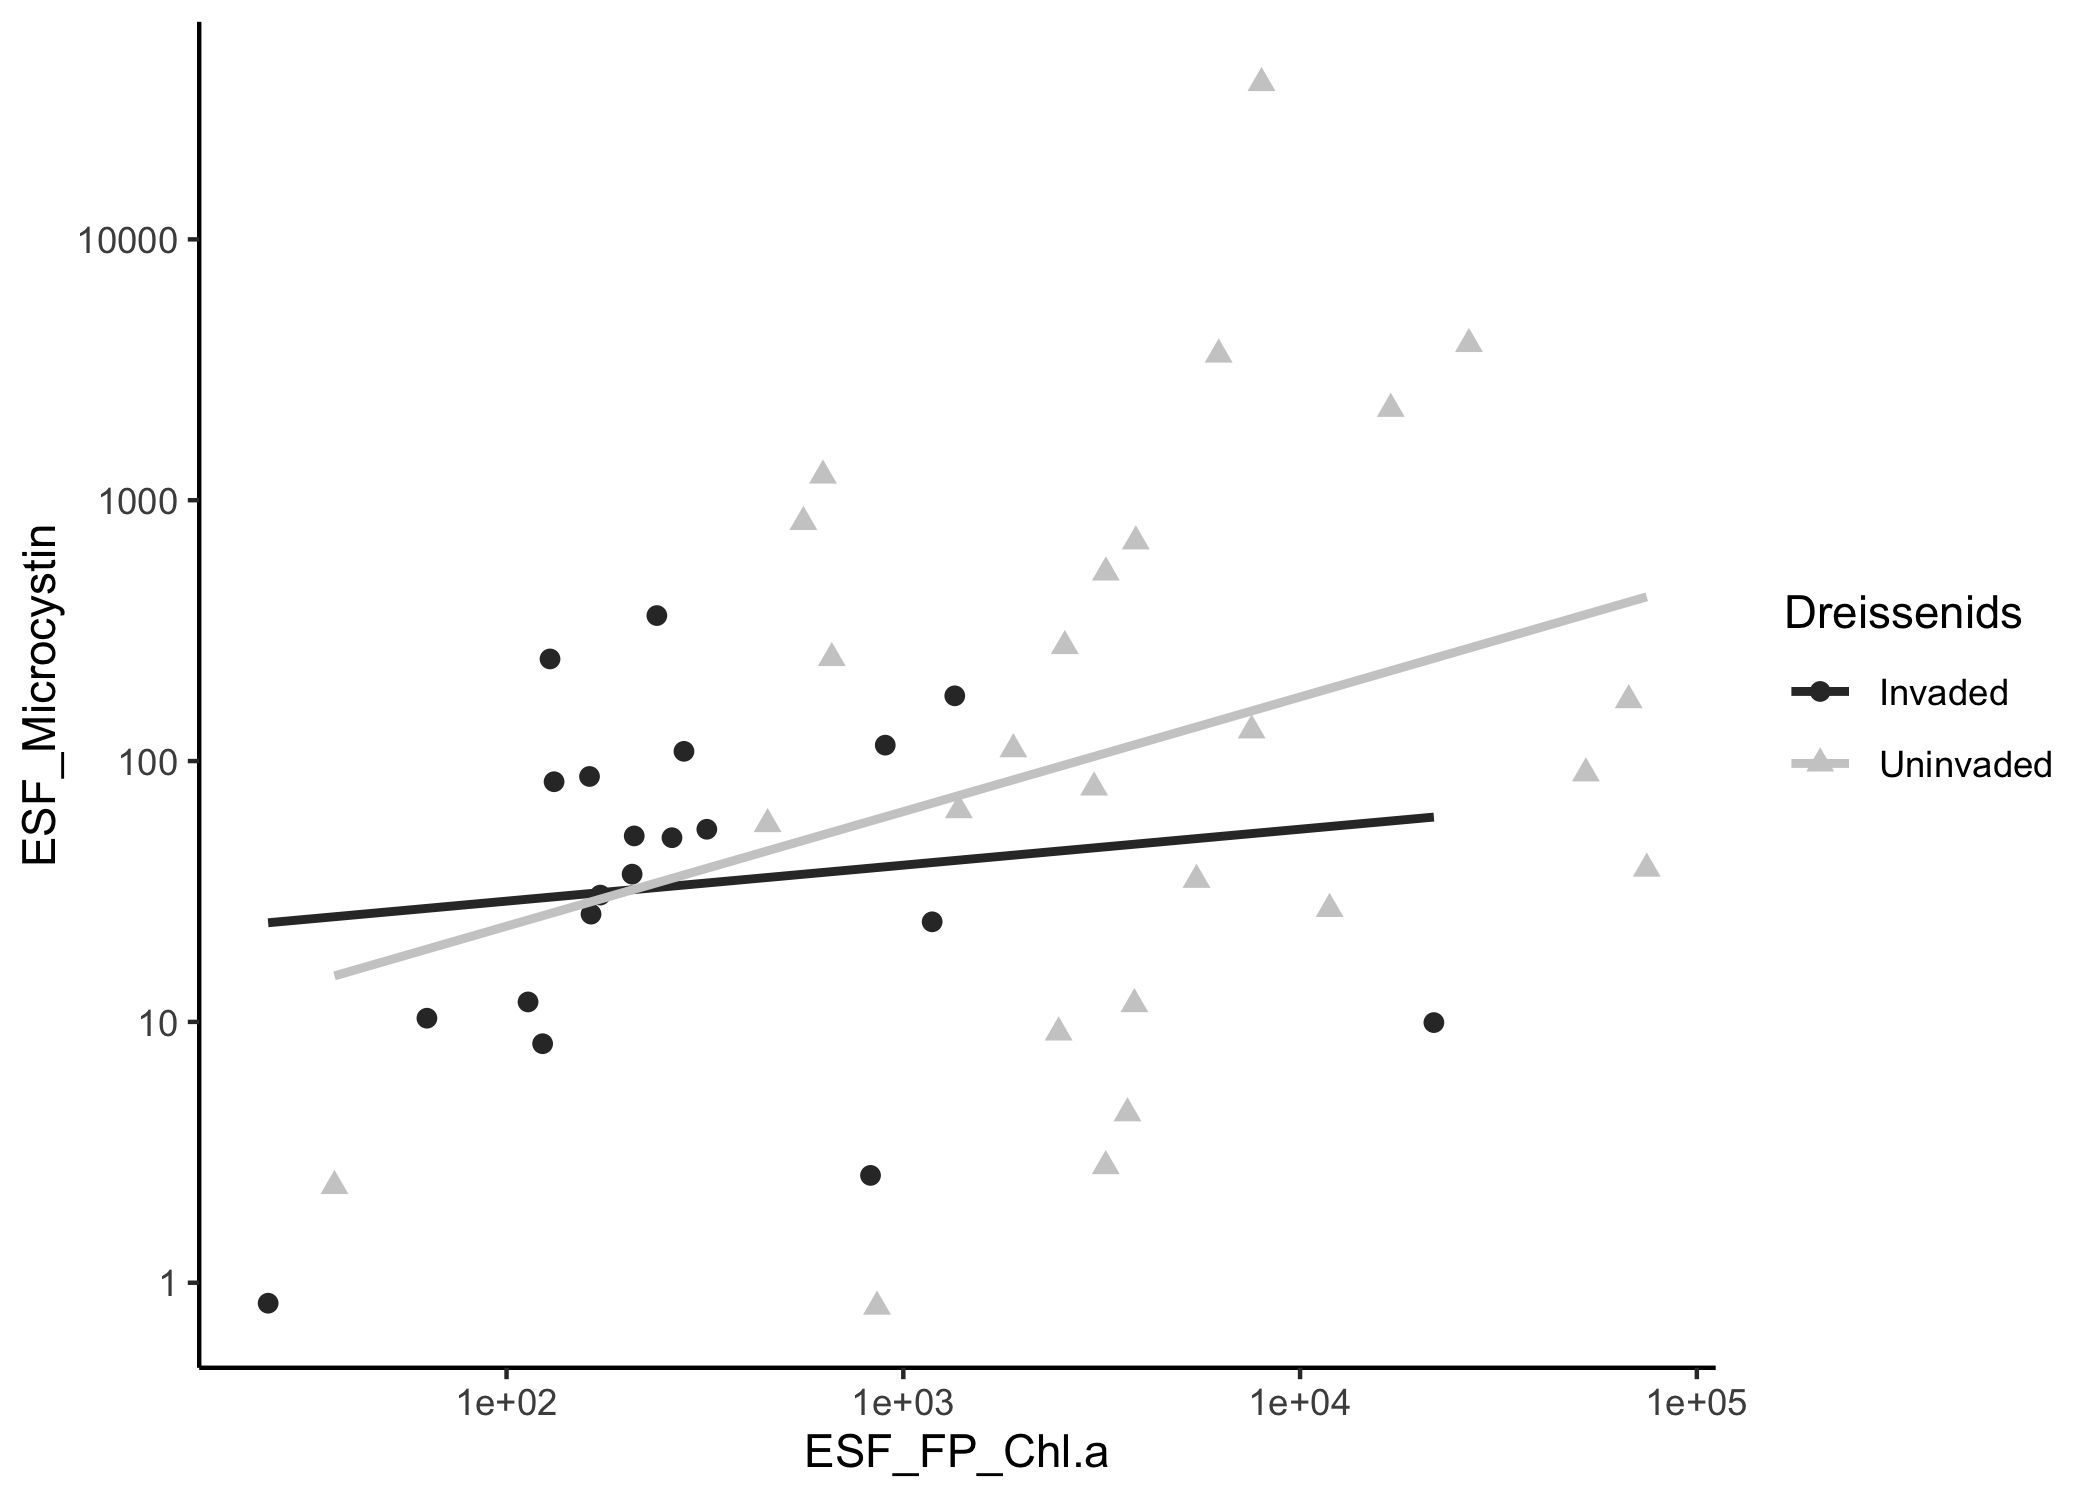 10000
1000
100
10
1
ESF_Microcystin
1e+02
1e+03
1e+04
1e+05
ESF_FP_Chl.a
Dreissenids
Invaded
Uninvaded